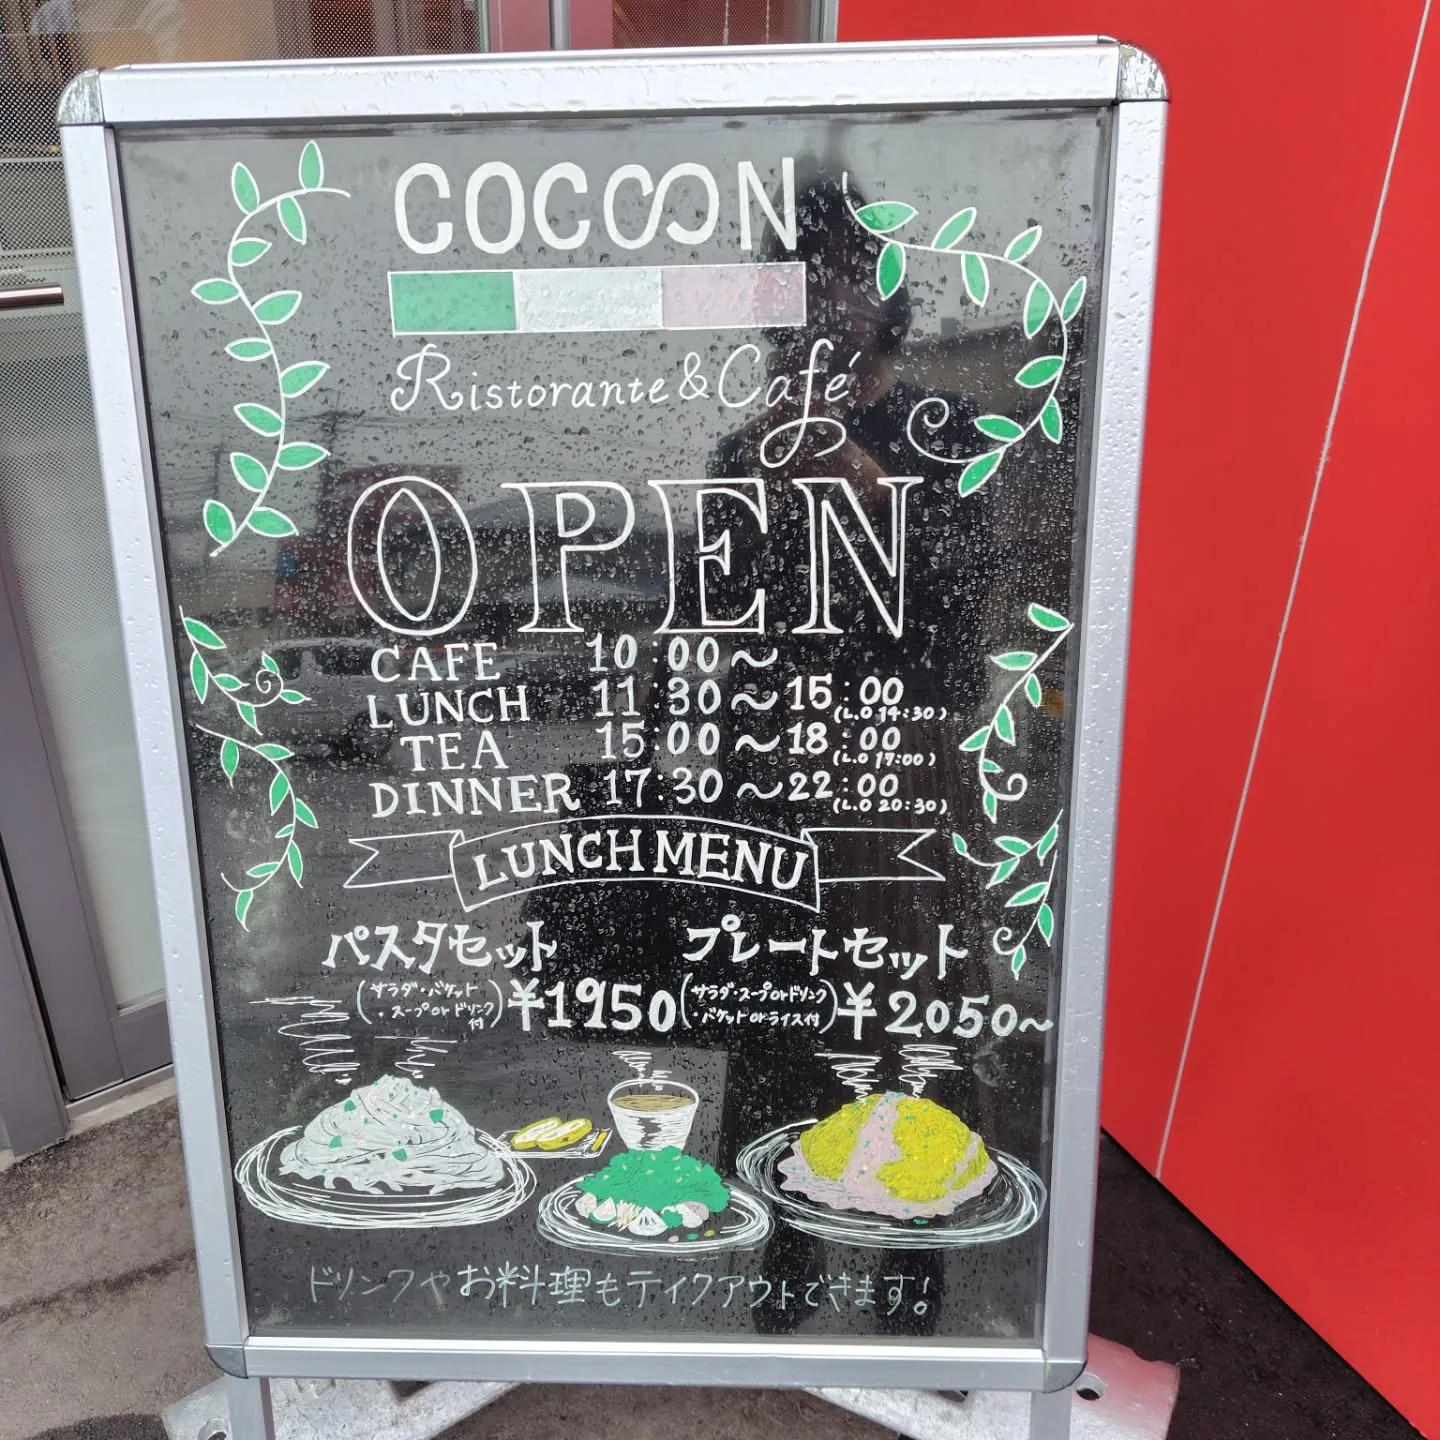 COCOON
Ristorante & Café
OPEN
CAFE 10:00～
LUNCH 11:30～15:00 (L.O 14:30)
TEA 15:00～18:00 (L.O 17:00)
DINNER 17:30～22:00 (L.O 20:30)
LUNCH MENU
パスタセット
(サラダ・バゲット
・スープorドリンク付)
¥1950
プレートセット
(サラダ・スープorドリンク
・バゲットorライス付)
¥2050～
ドリンクやお料理もテイクアウトできます!